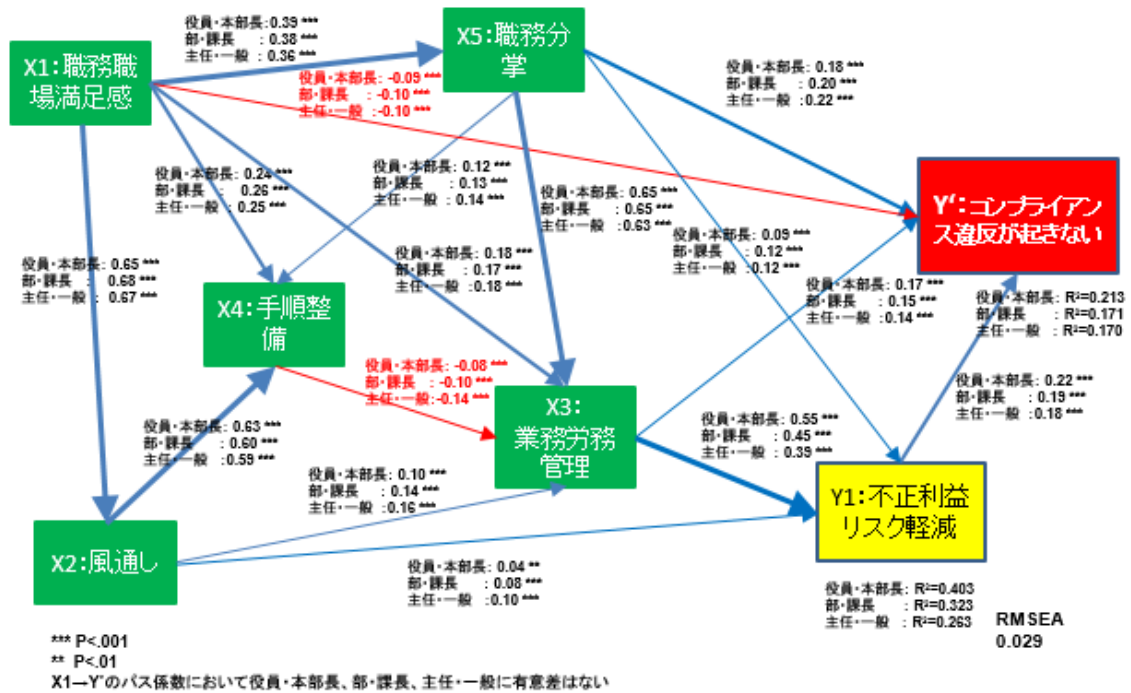 役員・本部長: 0.39 ***
部・課長 : 0.38 ***
主任・一般 : 0.36 ***
X1:職務職
場満足感
X5:職務分
掌
役員・本部長: -0.09 ***
部・課長 : -0.10 ***
主任・一般 : -0.10 ***
役員・本部長: 0.18 ***
部・課長 : 0.20 ***
主任・一般 : 0.22 ***
役員・本部長: 0.24 ***
部・課長 : 0.26 ***
主任・一般 : 0.25 ***
役員・本部長: 0.12 ***
部・課長 : 0.13 ***
主任・一般 : 0.14 ***
役員・本部長: 0.65 ***
部・課長 : 0.65 ***
主任・一般 : 0.63 ***
Y':コンプライアン
ス違反が起きない
役員・本部長: 0.65 ***
部・課長 : 0.68 ***
主任・一般 : 0.67 ***
役員・本部長: 0.18 ***
部・課長 : 0.17 ***
主任・一般 : 0.18 ***
役員・本部長: 0.09 ***
部・課長 : 0.12 ***
主任・一般 : 0.12 ***
役員・本部長: 0.17 ***
部・課長 : 0.15 ***
主任・一般 : 0.14 ***
役員・本部長: R²=0.213
部・課長 : R²=0.171
主任・一般 : R²=0.170
X4:手順整
備
役員・本部長: -0.08 ***
部・課長 : -0.10 ***
主任・一般 :-0.14 ***
X3:
業務労務
管理
役員・本部長: 0.22 ***
部・課長 : 0.19 ***
主任・一般 : 0.18 ***
役員・本部長: 0.63 ***
部・課長 : 0.60 ***
主任・一般 : 0.59 ***
役員・本部長: 0.55 ***
部・課長 : 0.45 ***
主任・一般 : 0.39 ***
役員・本部長: 0.10 ***
部・課長 : 0.14 ***
主任・一般 : 0.16 ***
Y1:不正利益
リスク軽減
X2:風通し
役員・本部長: 0.04 **
部・課長 : 0.08 ***
主任・一般 : 0.10 ***
役員・本部長: R²=0.403
部・課長 : R²=0.323
主任・一般 : R²=0.263
RMSEA
0.029
*** P<.001
** P<.01
X1→Y'のパス係数において役員・本部長、部・課長、主任・一般に有意差はない